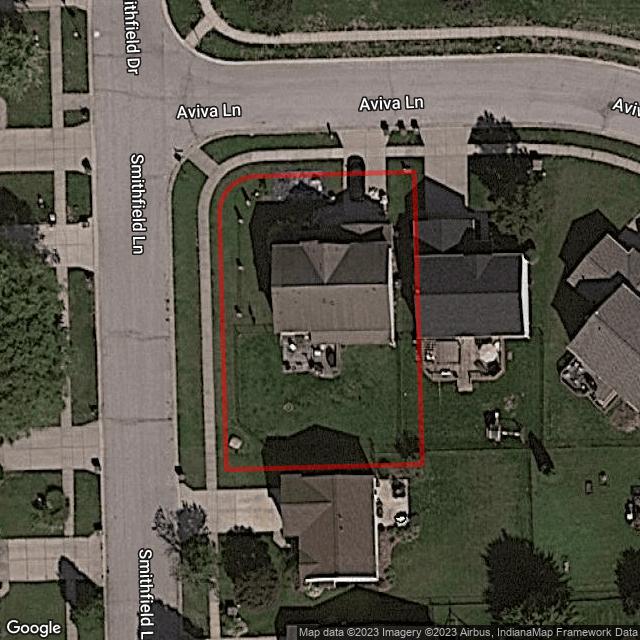 mithfield Dr
Aviva Ln
Aviva Ln
Aviv
Smithfield Ln
Smithfield L
Google
Map data ©2023 Imagery ©2023 Airbus, IndianaMap Framework Data